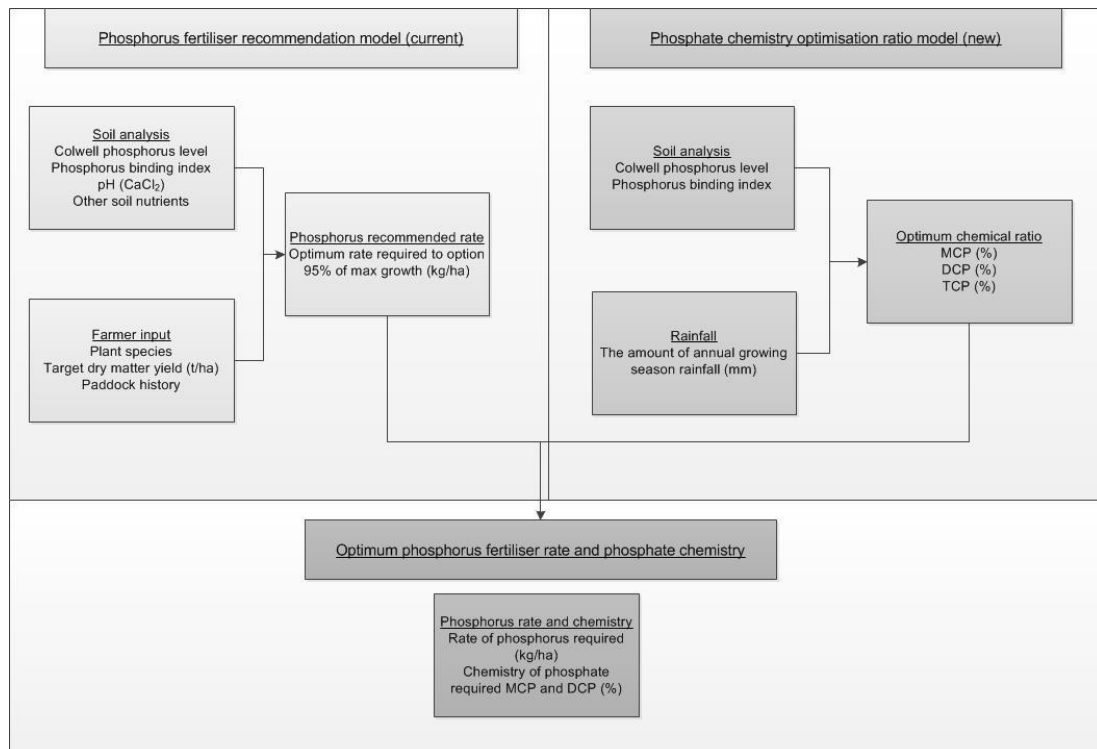 Phosphorus fertiliser recommendation model (current)
Phosphate chemistry optimisation ratio model (new)
Soil analysis
Colwell phosphorus level
Phosphorus binding index
pH (CaCl₂)
Other soil nutrients
Phosphorus recommended rate
Optimum rate required to option
95% of max growth (kg/ha)
Farmer input
Plant species
Target dry matter yield (t/ha)
Paddock history
Soil analysis
Colwell phosphorus level
Phosphorus binding index
Optimum chemical ratio
MCP (%)
DCP (%)
TCP (%)
Rainfall
The amount of annual growing
season rainfall (mm)
Optimum phosphorus fertiliser rate and phosphate chemistry
Phosphorus rate and chemistry
Rate of phosphorus required
(kg/ha)
Chemistry of phosphate
required MCP and DCP (%)